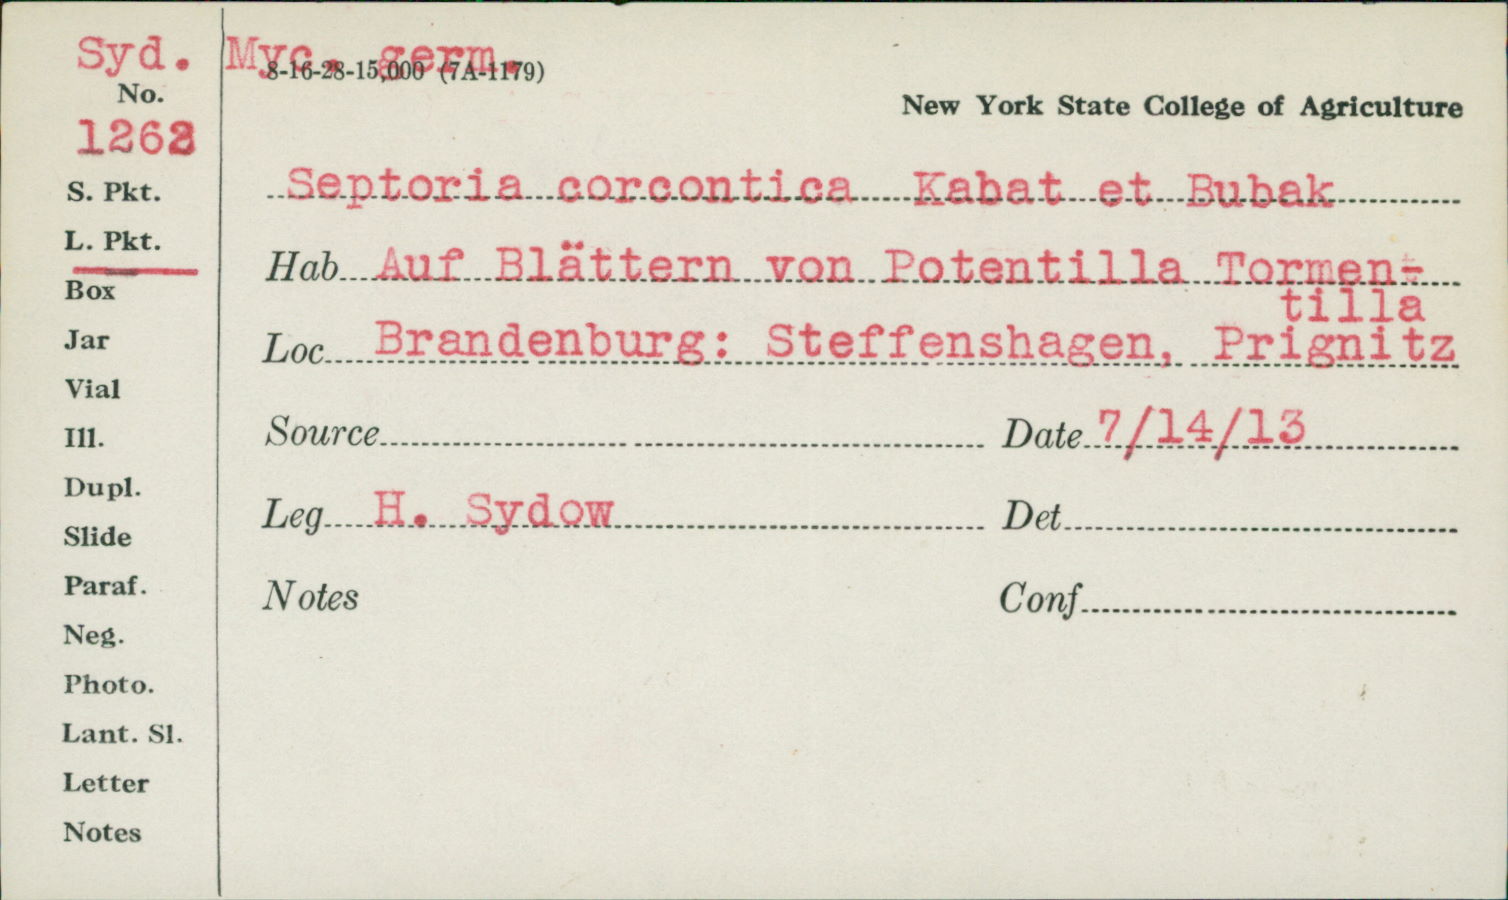 Syd. Myc. germ.
8-16-28-15,000 (7A-1179)
No.
New York State College of Agriculture
S. Pkt.
Septoria corcontica Kabat et Bubak
L. Pkt.
Hab Auf Blättern von Potentilla Tormen-
tilla
Box
Jar
Loc Brandenburg: Steffenshagen, Prignitz
Vial
Ill.
Source Date 7/14/13
Dupl.
Slide
Leg H. Sydow Det
Paraf.
Notes Conf
Neg.
Photo.
Lant. Sl.
Letter
Notes